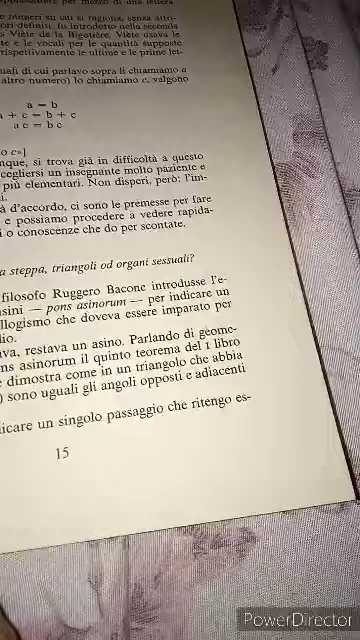 per mezzo di una lettera
numeri su cui si ragiona, senza attri-
ori definiti, fu introdotto nella seconda
s Viète de la Bigotière. Viète usava le
te e le vocali per le quantità supposte
rispettivamente le ultime e le prime let-
uali di cui parlavo sopra li chiamiamo a
altro numero) lo chiamiamo c, valgono
a = b
a + c = b + c
a c = b c
o c=]
nque, si trova già in difficoltà a questo
cegliersi un insegnante molto paziente e
più elementari. Non disperi, però: l'im-
i.
à d'accordo, ci sono le premesse per fare
e possiamo procedere a vedere rapida-
i o conoscenze che do per scontate.
a steppa, triangoli od organi sessuali?
filosofo Ruggero Bacone introdusse l'e-
sini — pons asinorum — per indicare un
llogismo che doveva essere imparato per
lio.
ava, restava un asino. Parlando di geome-
ns asinorum il quinto teorema del I libro
e dimostra come in un triangolo che abbia
) sono uguali gli angoli opposti e adiacenti
licare un singolo passaggio che ritengo es-
15
PowerDirector